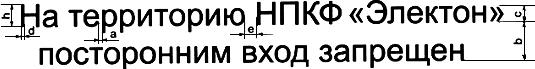 На территорию НПКФ «Электон»
посторонним вход запрещен
h
d
a
e
c
b